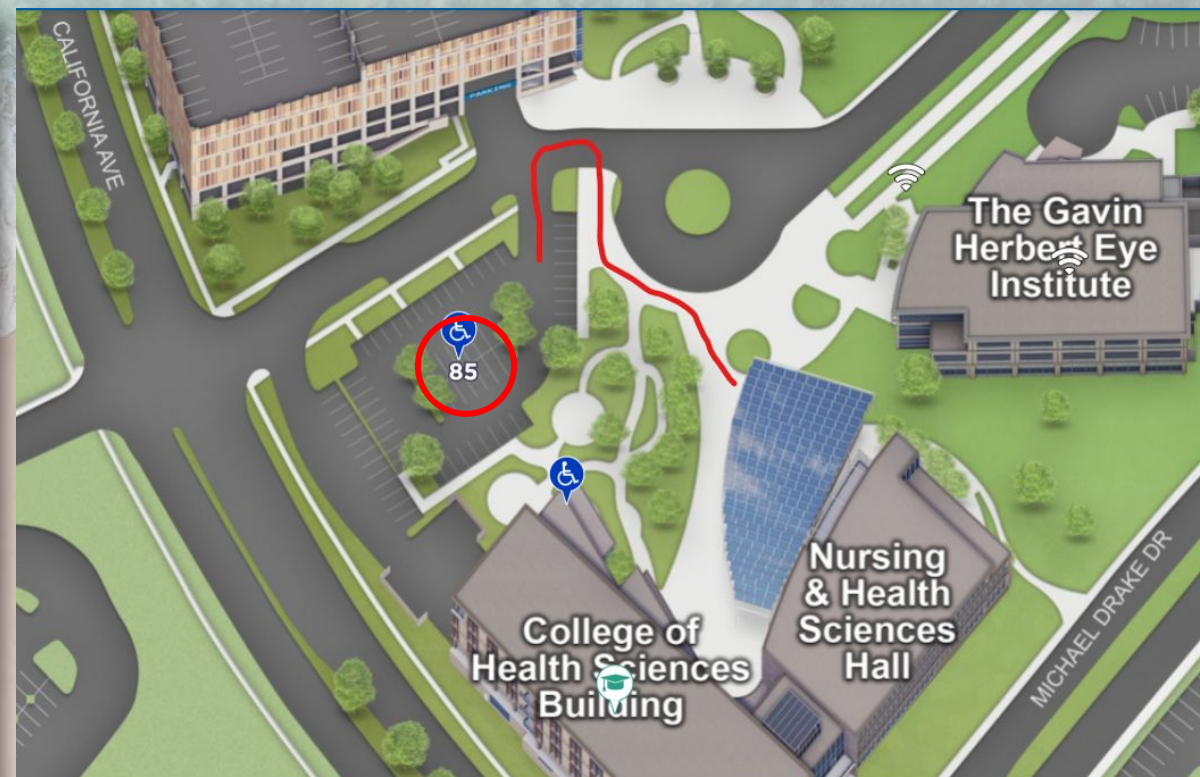 CALIFORNIA AVE
PARKING
The Gavin
Herbert Eye
Institute
85
Nursing
& Health
Sciences
Hall
College of
Health Sciences
Building
MICHAEL DRAKE DR